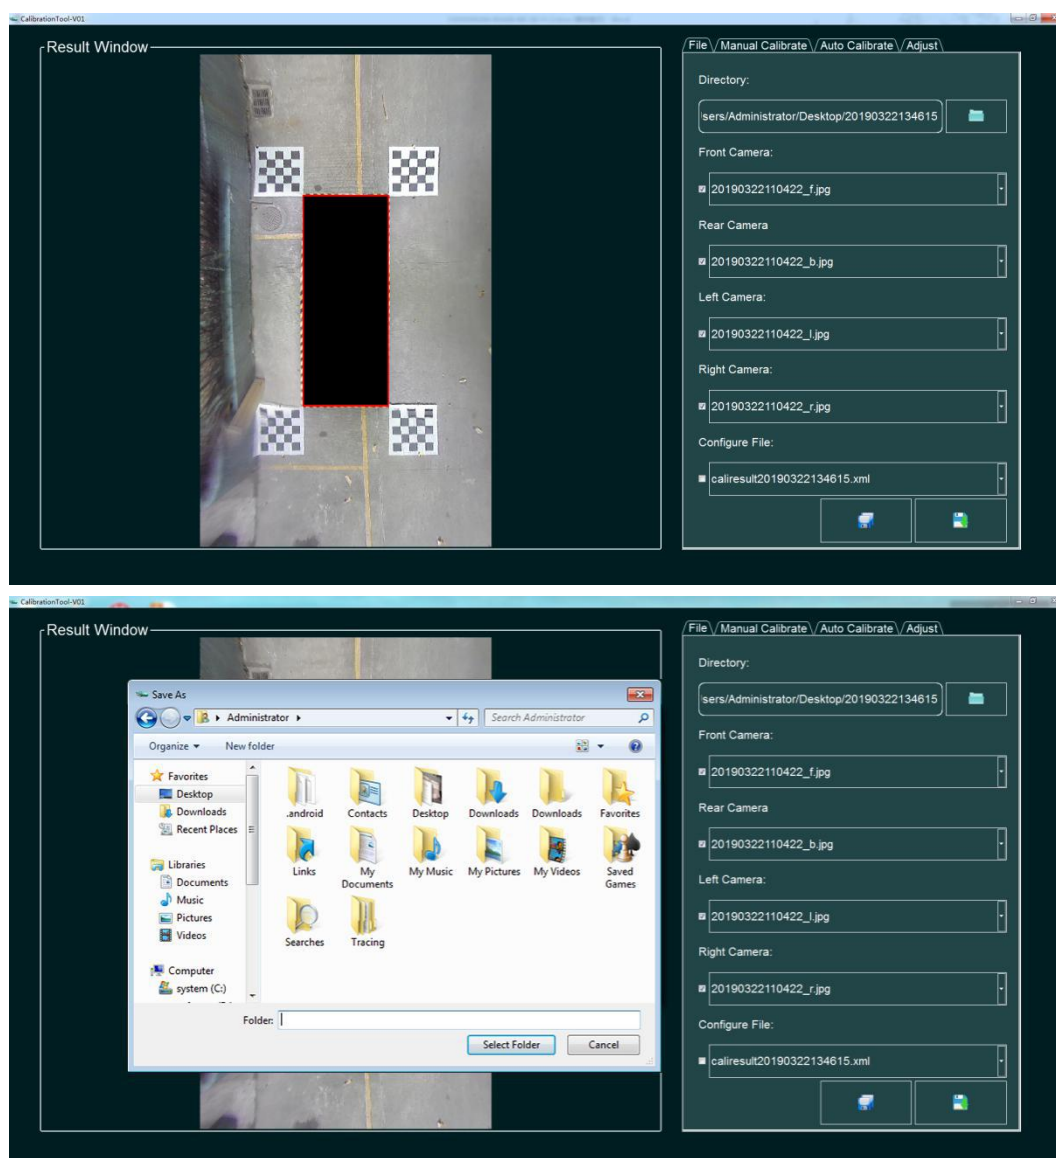 CalibrationTool-V01
Result Window
File Manual Calibrate Auto Calibrate Adjust
Directory:
sers/Administrator/Desktop/20190322134615
Front Camera:
20190322110422_f.jpg
Rear Camera
20190322110422_b.jpg
Left Camera:
20190322110422_l.jpg
Right Camera:
20190322110422_r.jpg
Configure File:
caliresult20190322134615.xml
CalibrationTool-V01
Result Window
Save As
Administrator
Search Administrator
Organize
New folder
Favorites
Desktop
Downloads
Recent Places
Libraries
Documents
Music
Pictures
Videos
Computer
system (C:)
.android
Contacts
Desktop
Downloads
Downloads
Favorites
Links
My
Documents
My Music
My Pictures
My Videos
Saved
Games
Searches
Tracing
Folder:
Select Folder
Cancel
File Manual Calibrate Auto Calibrate Adjust
Directory:
sers/Administrator/Desktop/20190322134615
Front Camera:
20190322110422_f.jpg
Rear Camera
20190322110422_b.jpg
Left Camera:
20190322110422_l.jpg
Right Camera:
20190322110422_r.jpg
Configure File:
caliresult20190322134615.xml